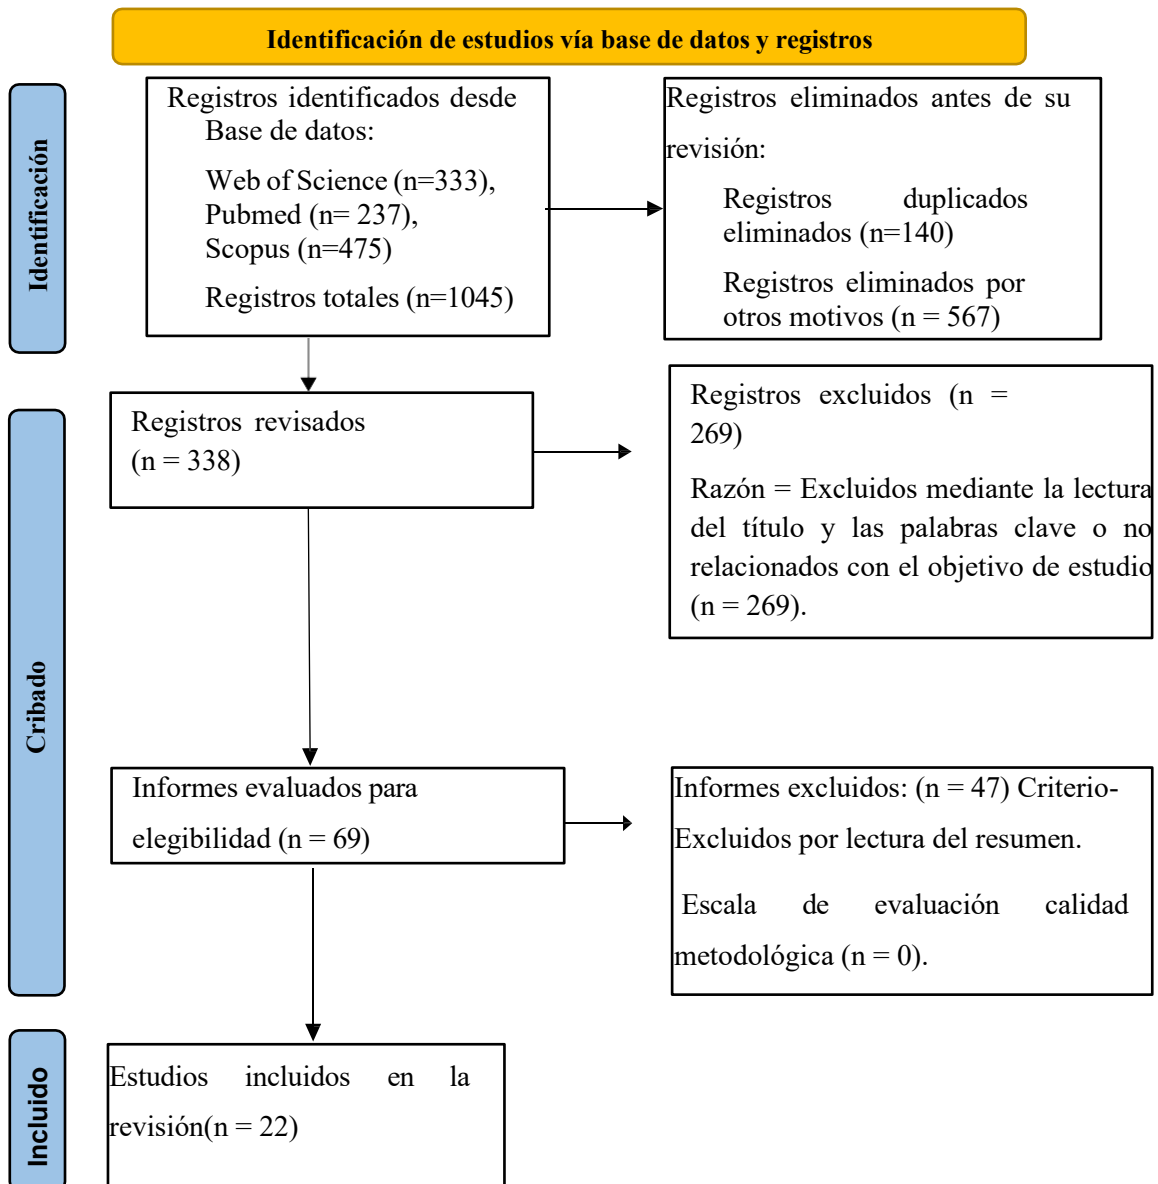 Identificación de estudios vía base de datos y registros
Identificación
Registros identificados desde
Base de datos:
Web of Science (n=333),
Pubmed (n= 237),
Scopus (n=475)
Registros totales (n=1045)
Registros eliminados antes de su
revisión:
Registros duplicados
eliminados (n=140)
Registros eliminados por
otros motivos (n = 567)
Cribado
Registros revisados
(n = 338)
Registros excluidos (n =
269)
Razón = Excluidos mediante la lectura
del título y las palabras clave o no
relacionados con el objetivo de estudio
(n = 269).
Informes evaluados para
elegibilidad (n = 69)
Informes excluidos: (n = 47) Criterio-
Excluidos por lectura del resumen.
Escala de evaluación calidad
metodológica (n = 0).
Incluido
Estudios incluidos en la
revisión(n = 22)